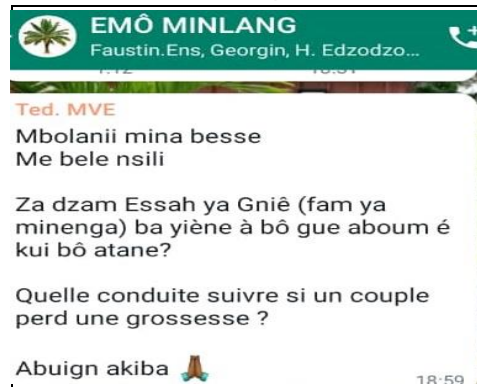 EMÔ MINLANG
Faustin.Ens, Georgin, H. Edzodzo...
Ted. MVE
Mbolanii mina besse
Me bele nsili
Za dzam Essah ya Gniê (fam ya
minenga) ba yiène à bô gue aboum é
kui bô atane?
Quelle conduite suivre si un couple
perd une grossesse ?
Abuign akiba 🙏🏾
18:59